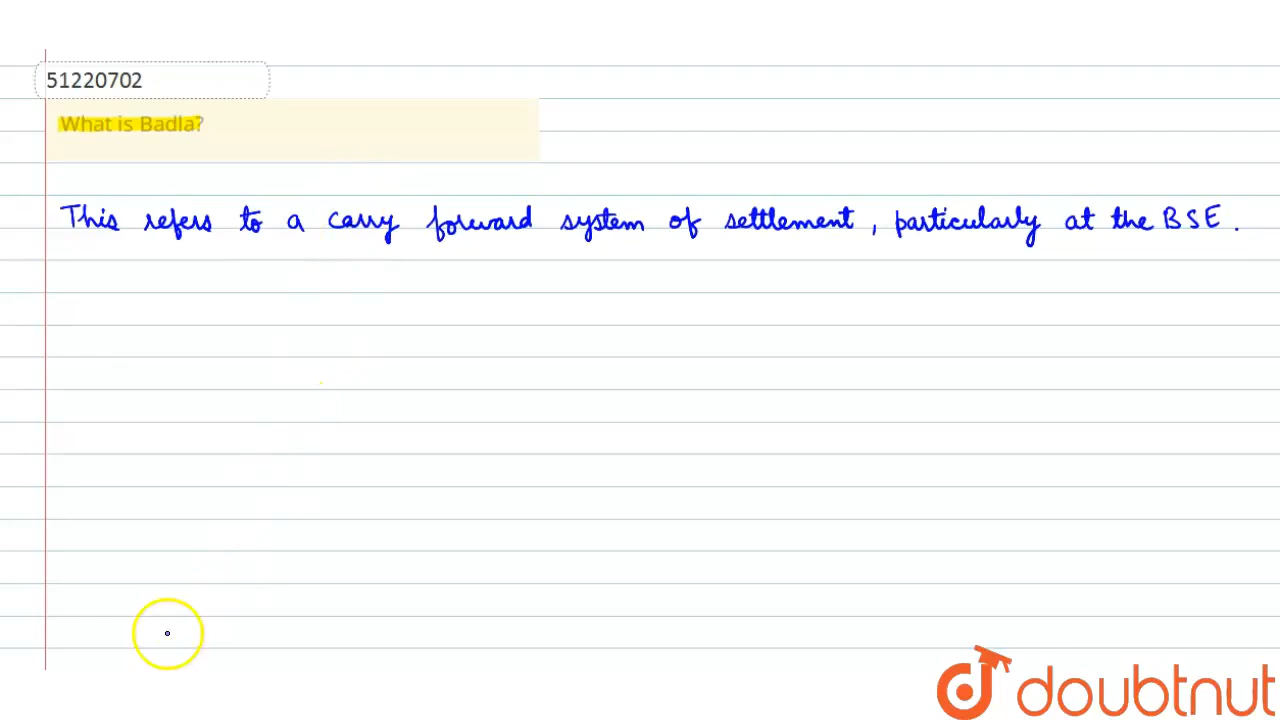 51220702
What is Badla?
This refers to a carry forward system of settlement, particularly at the BSE.
doubtnut